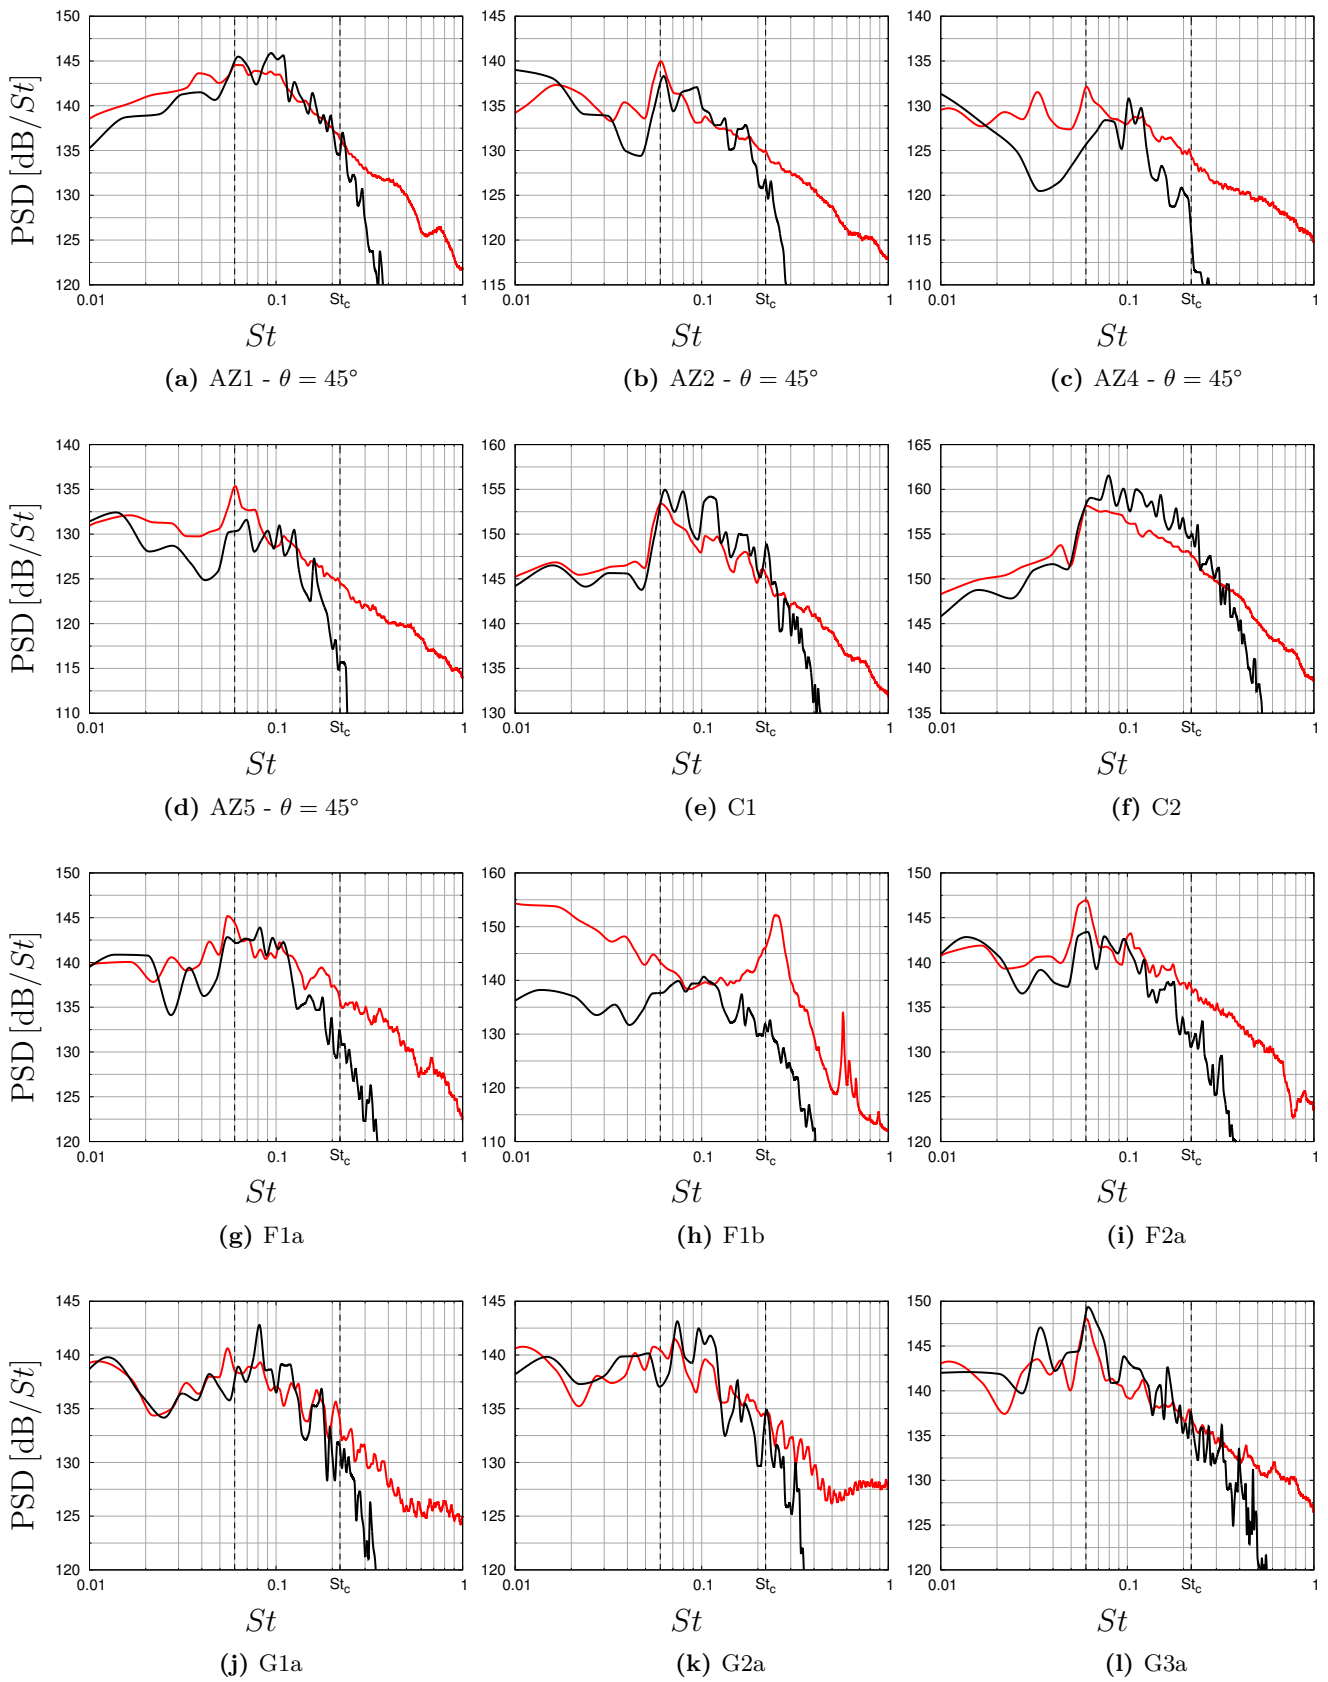 150
145
140
135
130
125
120
0.01
0.1
St_c
1
PSD [dB/St]
St
(a) AZ1 - θ = 45°
145
140
135
130
125
120
115
0.01
0.1
St_c
1
St
(b) AZ2 - θ = 45°
140
135
130
125
120
115
110
0.01
0.1
St_c
1
St
(c) AZ4 - θ = 45°
140
135
130
125
120
115
110
0.01
0.1
St_c
1
PSD [dB/St]
St
(d) AZ5 - θ = 45°
160
155
150
145
140
135
130
0.01
0.1
St_c
1
St
(e) C1
165
160
155
150
145
140
135
0.01
0.1
St_c
1
St
(f) C2
150
145
140
135
130
125
120
0.01
0.1
St_c
1
PSD [dB/St]
St
(g) F1a
160
150
140
130
120
110
0.01
0.1
St_c
1
St
(h) F1b
150
145
140
135
130
125
120
0.01
0.1
St_c
1
St
(i) F2a
145
140
135
130
125
120
0.01
0.1
St_c
1
PSD [dB/St]
St
(j) G1a
145
140
135
130
125
120
0.01
0.1
St_c
1
St
(k) G2a
150
145
140
135
130
125
120
0.01
0.1
St_c
1
St
(l) G3a